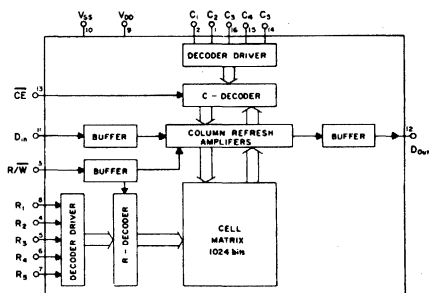 VSS VDD C1 C2 C3 C4 C5
10 9 2 1 16 15 14
DECODER DRIVER
CE 13
C - DECODER
Din 11
BUFFER
COLUMN REFRESH
AMPLIFERS
BUFFER
12
DOut
R/W 3
BUFFER
R1 8
R2 4
R3 5
R4 6
R5 7
DECODER DRIVER
R - DECODER
CELL
MATRIX
1024 bits